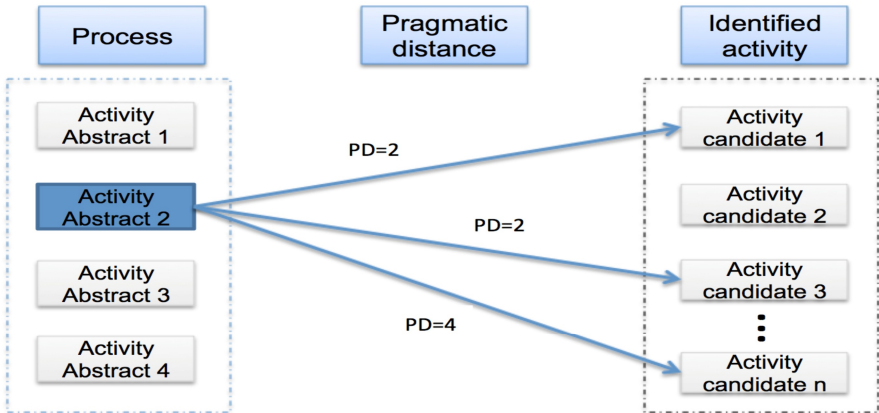 Process
Pragmatic
distance
Identified
activity
Activity
Abstract 1
Activity
Abstract 2
Activity
Abstract 3
Activity
Abstract 4
PD=2
PD=2
PD=4
Activity
candidate 1
Activity
candidate 2
Activity
candidate 3
Activity
candidate n